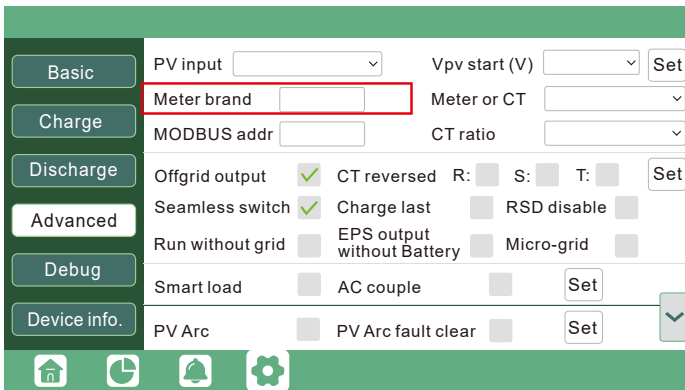 Basic
Charge
Discharge
Advanced
Debug
Device info.
PV input
Vpv start (V)
Set
Meter brand
Meter or CT
MODBUS addr
CT ratio
Offgrid output
CT reversed R: S: T:
Set
Seamless switch
Charge last
RSD disable
Run without grid
EPS output
without Battery
Micro-grid
Smart load
AC couple
Set
PV Arc
PV Arc fault clear
Set